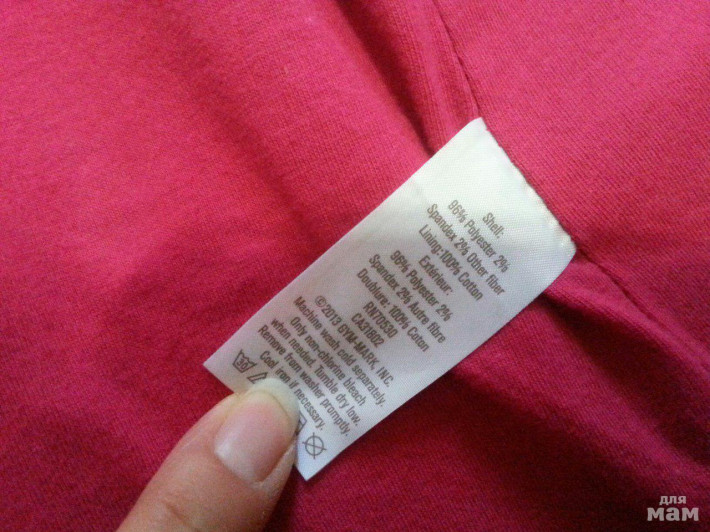 Shell:
96% Polyester 2%
Spandex 2% Other fiber
Lining:100% Cotton
Extérieur:
96% Polyester 2%
Spandex 2% Autre fibre
Doublure: 100% Coton
RN70530
CA31802
©2013 GYM-MARK, INC.
Machine wash cold separately.
Only non-chlorine bleach
when needed. Tumble dry low.
Remove from washer promptly.
Cool iron if necessary.
30
для
мам